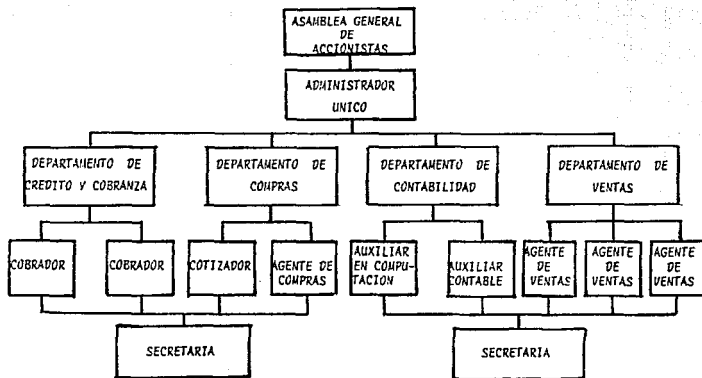 ASAMBLEA GENERAL
DE
ACCIONISTAS
ADMINISTRADOR
UNICO
DEPARTAMENTO DE
CREDITO Y COBRANZA
DEPARTAMENTO DE
COMPRAS
DEPARTAMENTO DE
CONTABILIDAD
DEPARTAMENTO DE
VENTAS
COBRADOR
COBRADOR
COTIZADOR
AGENTE DE
COMPRAS
AUXILIAR
EN COMPU-
TACION
AUXILIAR
CONTABLE
AGENTE
DE
VENTAS
AGENTE
DE
VENTAS
AGENTE
DE
VENTAS
SECRETARIA
SECRETARIA